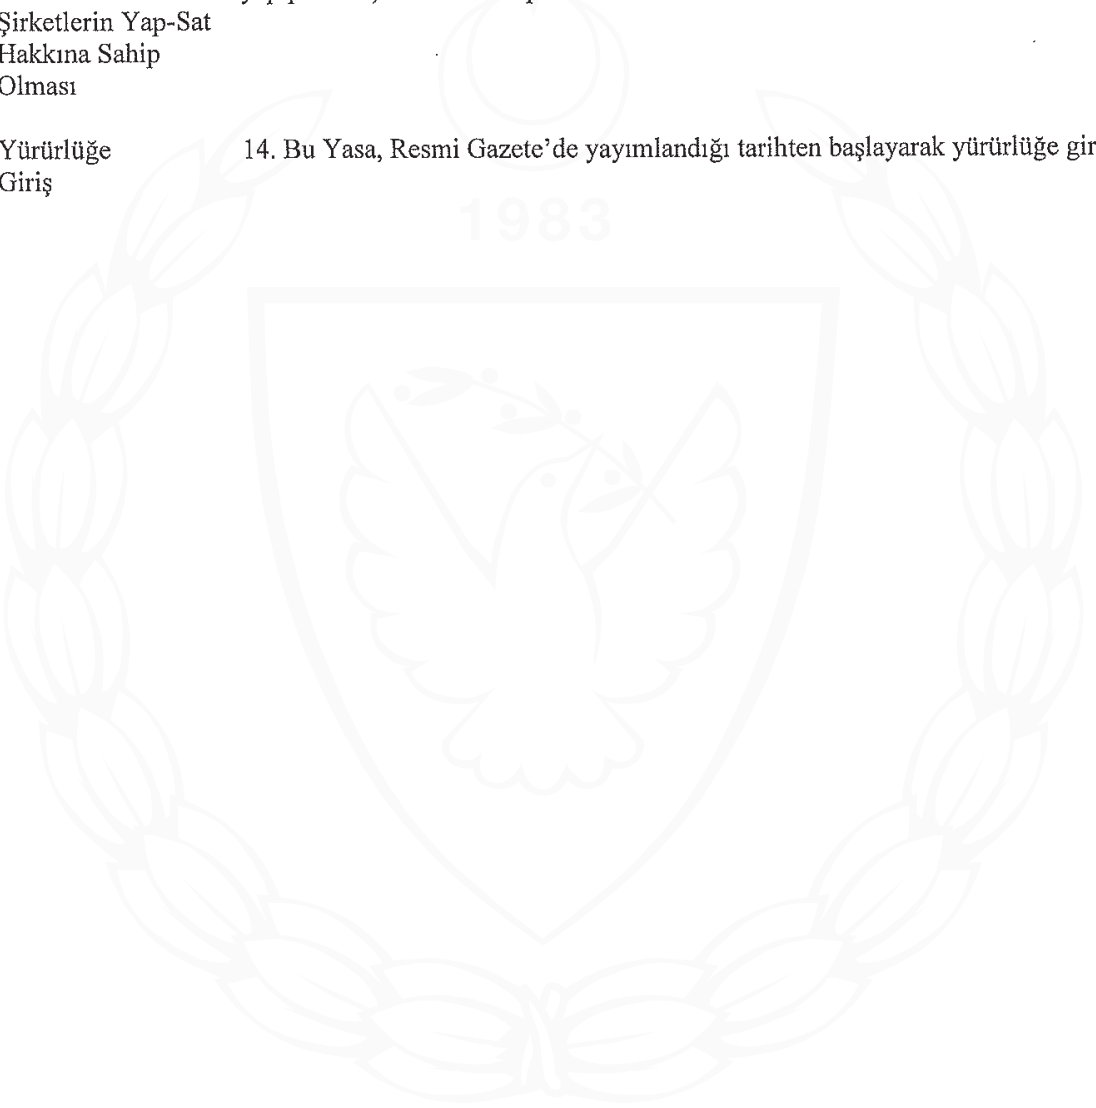 Şirketlerin Yap-Sat
Hakkına Sahip
Olması
Yürürlüğe 14. Bu Yasa, Resmi Gazete’de yayımlandığı tarihten başlayarak yürürlüğe gir
Giriş
1983